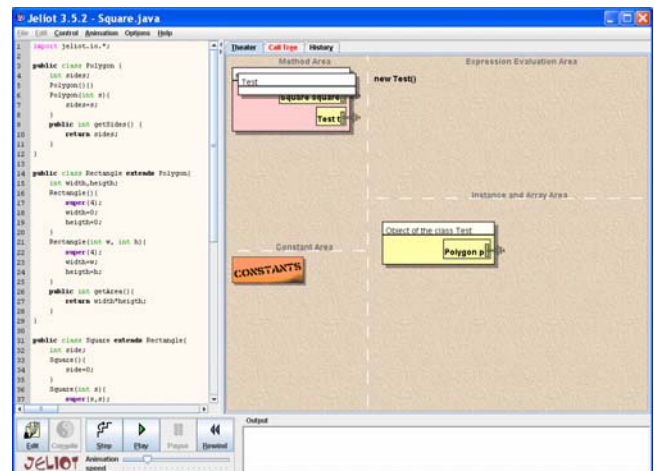 Jeliot 3.5.2 - Square.java
File Edit Control Animation Options Help
1 import jeliot.io.*;
2
3 public class Polygon {
4 int sides;
5 Polygon(){}
6 Polygon(int s){
7 sides=s;
8 }
9 public int getSides() {
10 return sides;
11 }
12 }
13
14 public class Rectangle extends Polygon{
15 int width,heigth;
16 Rectangle(){
17 super(4);
18 width=0;
19 heigth=0;
20 }
21 Rectangle(int w, int h){
22 super(4);
23 width=w;
24 heigth=h;
25 }
26 public int getArea(){
27 return width*heigth;
28 }
29 }
30
31 public class Square extends Rectangle{
32 int side;
33 Square(){
34 side=0;
35 }
36 Square(int s){
37 super(s,s);
Theater Call Tree History
Method Area
Test
Square square
Test t
Expression Evaluation Area
new Test()
Constant Area
CONSTANTS
Instance and Array Area
Object of the class Test
Polygon p
Edit Compile Step Play Pause Rewind
JELIOT Animation speed
Output